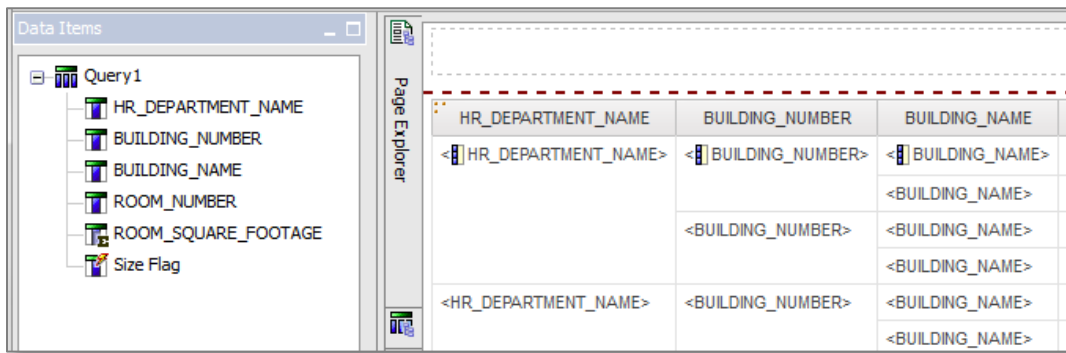 Data Items
Query1
HR_DEPARTMENT_NAME
BUILDING_NUMBER
BUILDING_NAME
ROOM_NUMBER
ROOM_SQUARE_FOOTAGE
Size Flag
Page Explorer
HR_DEPARTMENT_NAME BUILDING_NUMBER BUILDING_NAME
<HR_DEPARTMENT_NAME> <BUILDING_NUMBER> <BUILDING_NAME>
<BUILDING_NAME>
<BUILDING_NUMBER> <BUILDING_NAME>
<BUILDING_NAME>
<HR_DEPARTMENT_NAME> <BUILDING_NUMBER> <BUILDING_NAME>
<BUILDING_NAME>